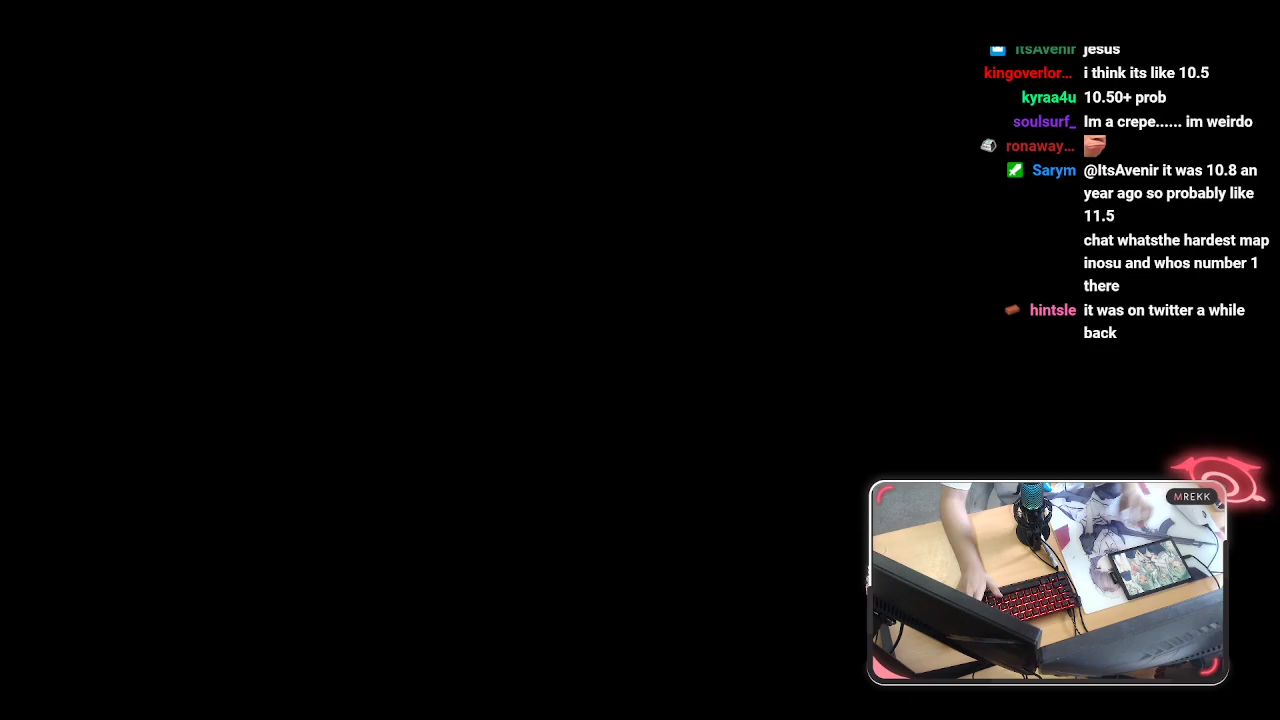 ItsAvenir jesus
kingoverlor... i think its like 10.5
kyraa4u 10.50+ prob
soulsurf_ Im a crepe...... im weirdo
ronaway...
Sarym @ItsAvenir it was 10.8 an
year ago so probably like
11.5
chat whatsthe hardest map
inosu and whos number 1
there
hintsle it was on twitter a while
back
MREKK